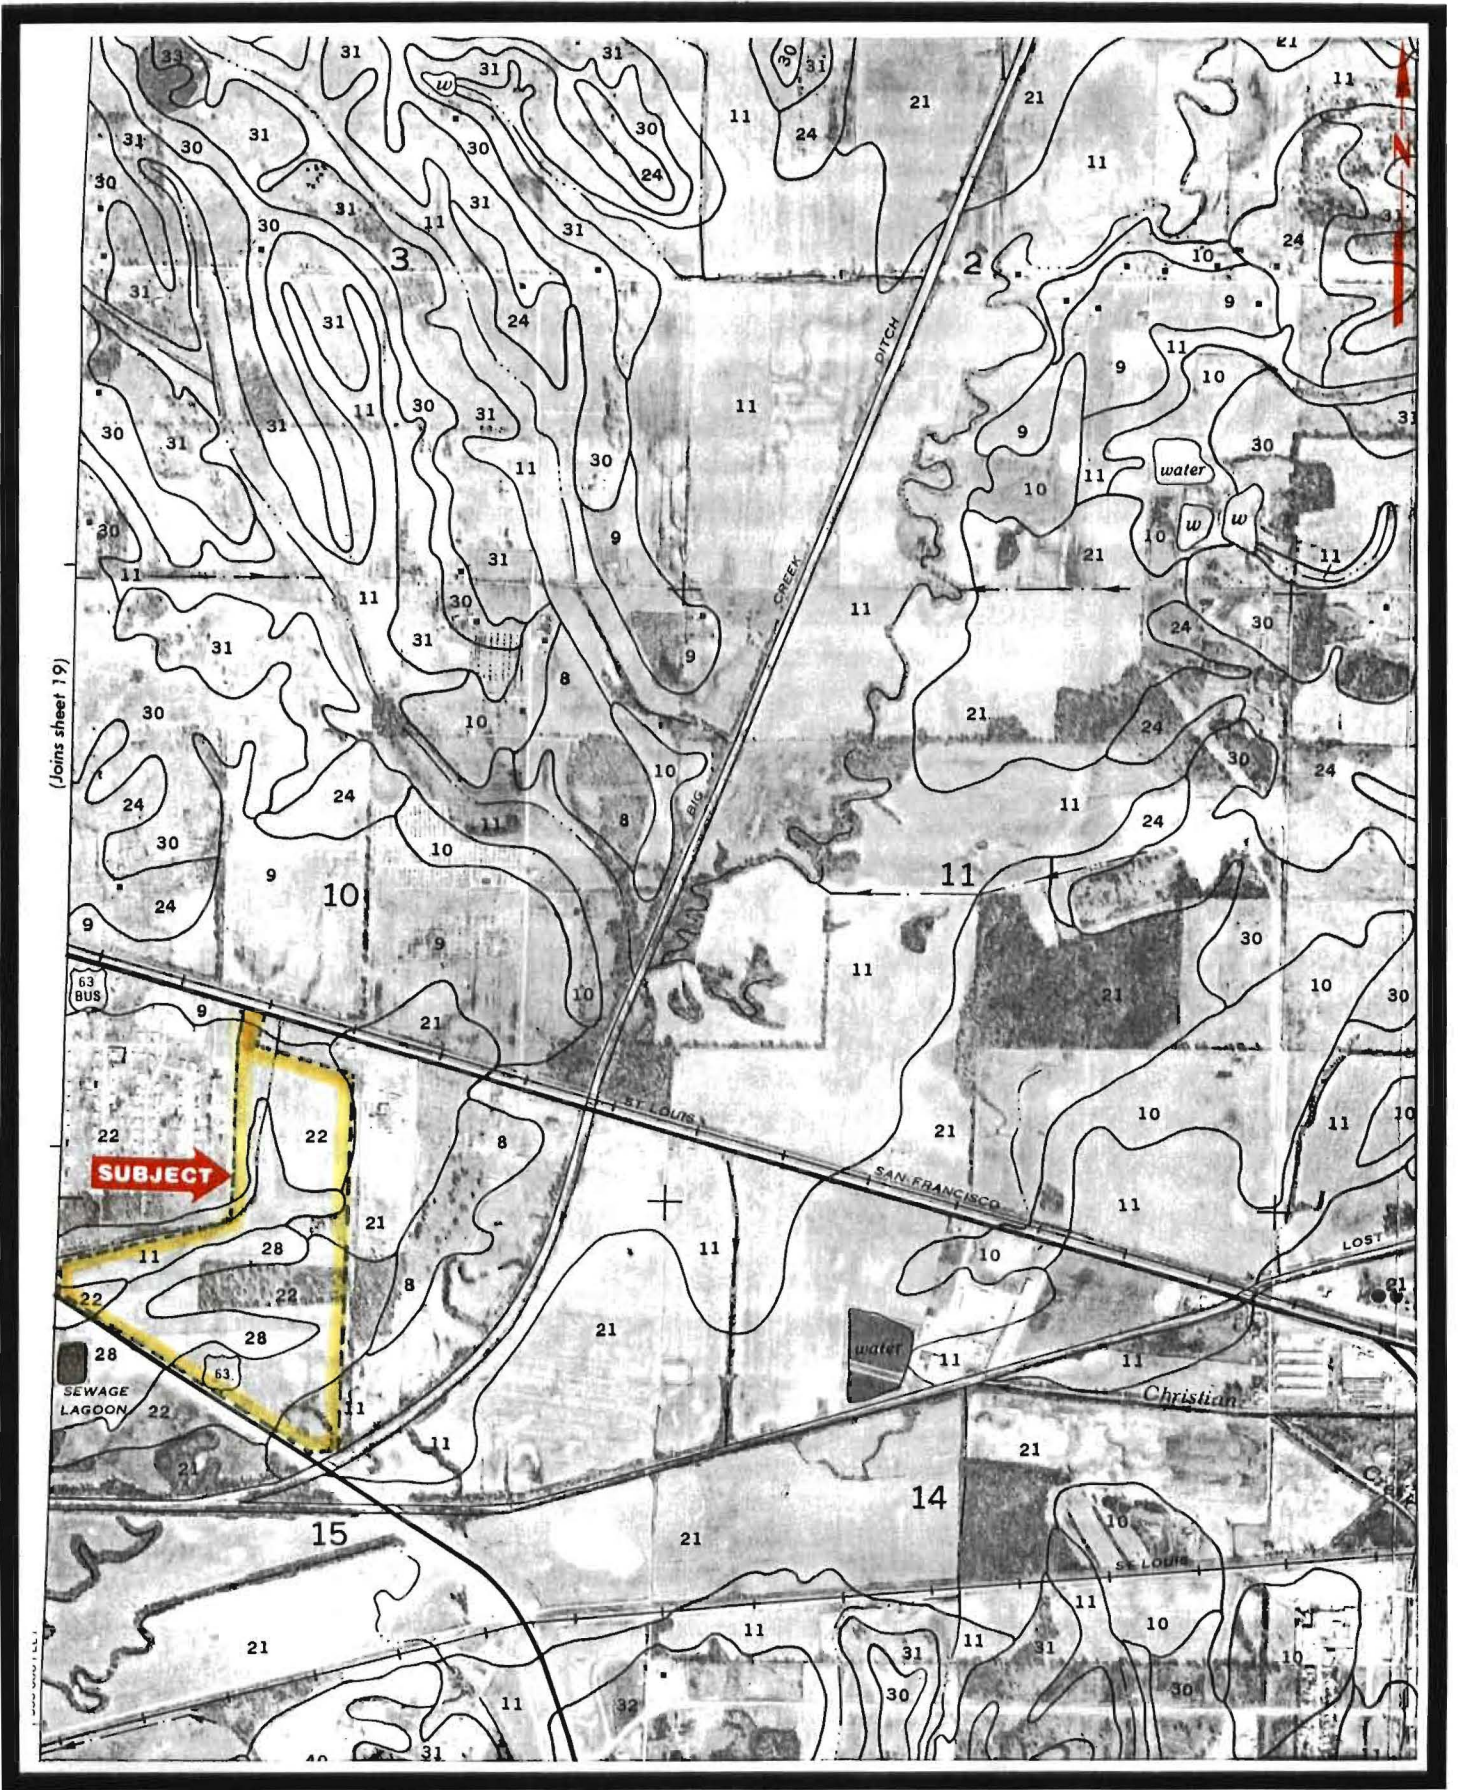 33 31 31 31 30 31 21 11
w 11 21 21
31 30 31 30 30 24 11
30 24 31
30 31 11 31 31 24
3 2 10
31 9
31 24 DITCH 11
9 10
11 30 31 11 31
30 31 31 9 30
11 30 water
10 11
30 9 w w
31 10 21 11
11 CREEK
11 30 11 24 30
31 31
9
(Joins sheet 19)
30 8 21
10 24
10 30 24
24 BIG 11
11 8 24
30 10
9 10 11
24
9 9 30
11
63
BUS
10 21 10 30
9 21
ST LOUIS
22 22 8 21 10 11 10
SUBJECT
SAN FRANCISCO
21 11
11 28 11 10 LOST
22 22 8 21
28 21
28 water 11 11
63
SEWAGE
LAGOON
22 11 Christian
11 21
21
14 10
15
21 ST LOUIS
21 11 11 10
31 11 31 10
11 32 30 30
31
N